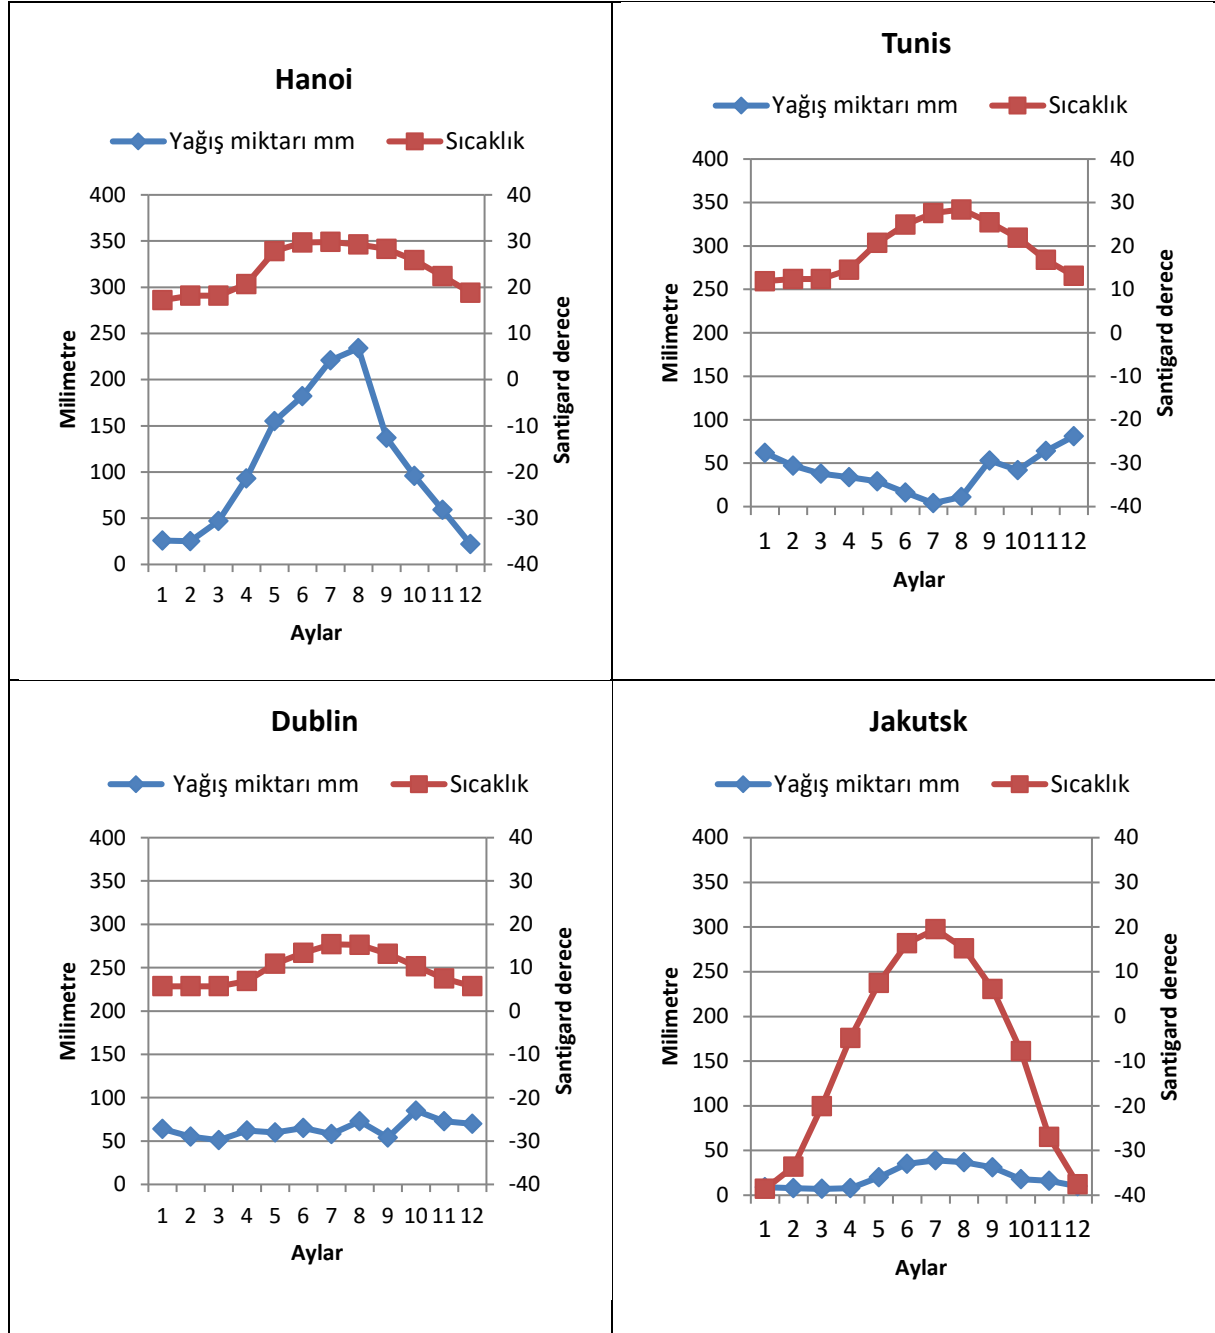 Hanoi
Yağış miktarı mm Sıcaklık
400 40
350 30
300 20
250 10
200 0
150 -10
100 -20
50 -30
0 -40
Milimetre
Santigard derece
1 2 3 4 5 6 7 8 9 10 11 12
Aylar
Tunis
Yağış miktarı mm Sıcaklık
400 40
350 30
300 20
250 10
200 0
150 -10
100 -20
50 -30
0 -40
Milimetre
Santigard derece
1 2 3 4 5 6 7 8 9 10 11 12
Aylar
Dublin
Yağış miktarı mm Sıcaklık
400 40
350 30
300 20
250 10
200 0
150 -10
100 -20
50 -30
0 -40
Milimetre
Santigard derece
1 2 3 4 5 6 7 8 9 10 11 12
Aylar
Jakutsk
Yağış miktarı mm Sıcaklık
400 40
350 30
300 20
250 10
200 0
150 -10
100 -20
50 -30
0 -40
Milimetre
Santigard derece
1 2 3 4 5 6 7 8 9 10 11 12
Aylar